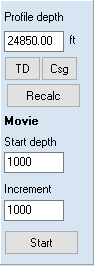 Profile depth
24850.00 ft
TD Csg
Recalc
Movie
Start depth
1000
Increment
1000
Start